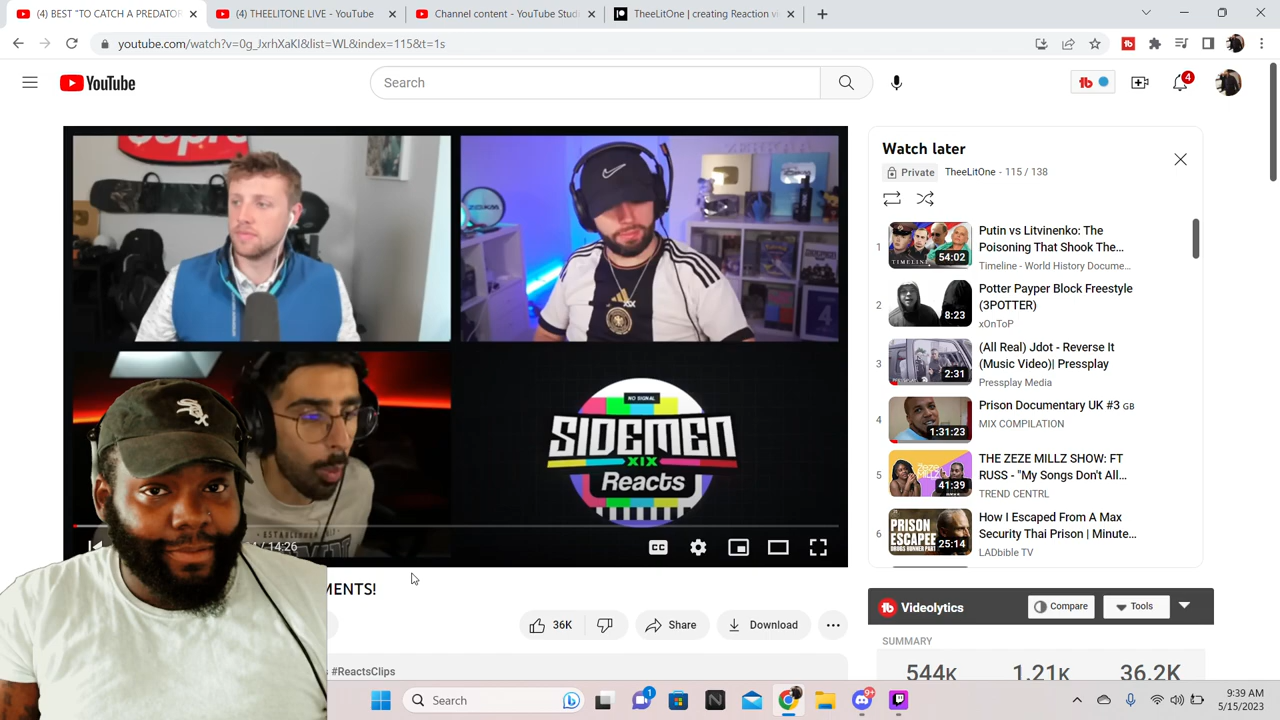 (4) BEST "TO CATCH A PREDATOR
(4) THEELITONE LIVE - YouTube
Channel content - YouTube Stud
TheeLitOne | creating Reaction vi
youtube.com/watch?v=0g_JxrhXaKI&list=WL&index=115&t=1s
YouTube
Search
4
Watch later
Private TheeLitOne - 115 / 138
1 Putin vs Litvinenko: The
Poisoning That Shook The...
Timeline - World History Docume...
TIMELINE 54:02
2 Potter Payper Block Freestyle
(3POTTER)
xOnToP
8:23
3 (All Real) Jdot - Reverse It
(Music Video)| Pressplay
Pressplay Media
2:31
4 Prison Documentary UK #3 GB
MIX COMPILATION
1:31:23
5 THE ZEZE MILLZ SHOW: FT
RUSS - "My Songs Don't All...
TREND CENTRL
41:39
6 How I Escaped From A Max
Security Thai Prison | Minute...
LADbible TV
PRISON
ESCAPEE
25:14
NO SIGNAL
SIDEMEN
XIX
Reacts
/ 14:26
CC
MENTS!
36K
Share
Download
#ReactsClips
tb Videolytics
Compare
Tools
SUMMARY
544K 1.21K 36.2K
Search
1
9+
9:39 AM
5/15/2023